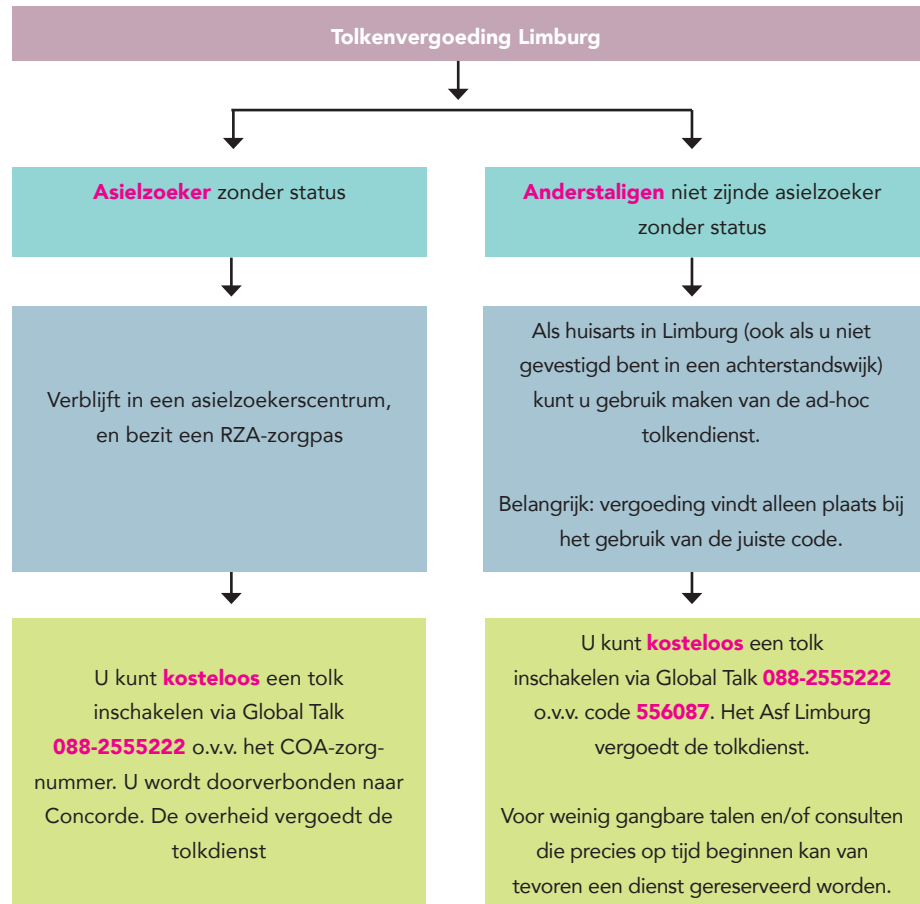 Tolkenvergoeding Limburg
Asielzoeker zonder status
Verblijft in een asielzoekerscentrum,
en bezit een RZA-zorgpas
U kunt kosteloos een tolk
inschakelen via Global Talk
088-2555222 o.v.v. het COA-zorg-
nummer. U wordt doorverbonden naar
Concorde. De overheid vergoedt de
tolkdienst
Anderstaligen niet zijnde asielzoeker
zonder status
Als huisarts in Limburg (ook als u niet
gevestigd bent in een achterstandswijk)
kunt u gebruik maken van de ad-hoc
tolkendienst.
Belangrijk: vergoeding vindt alleen plaats bij
het gebruik van de juiste code.
U kunt kosteloos een tolk
inschakelen via Global Talk 088-2555222
o.v.v. code 556087. Het Asf Limburg
vergoedt de tolkdienst.
Voor weinig gangbare talen en/of consulten
die precies op tijd beginnen kan van
tevoren een dienst gereserveerd worden.